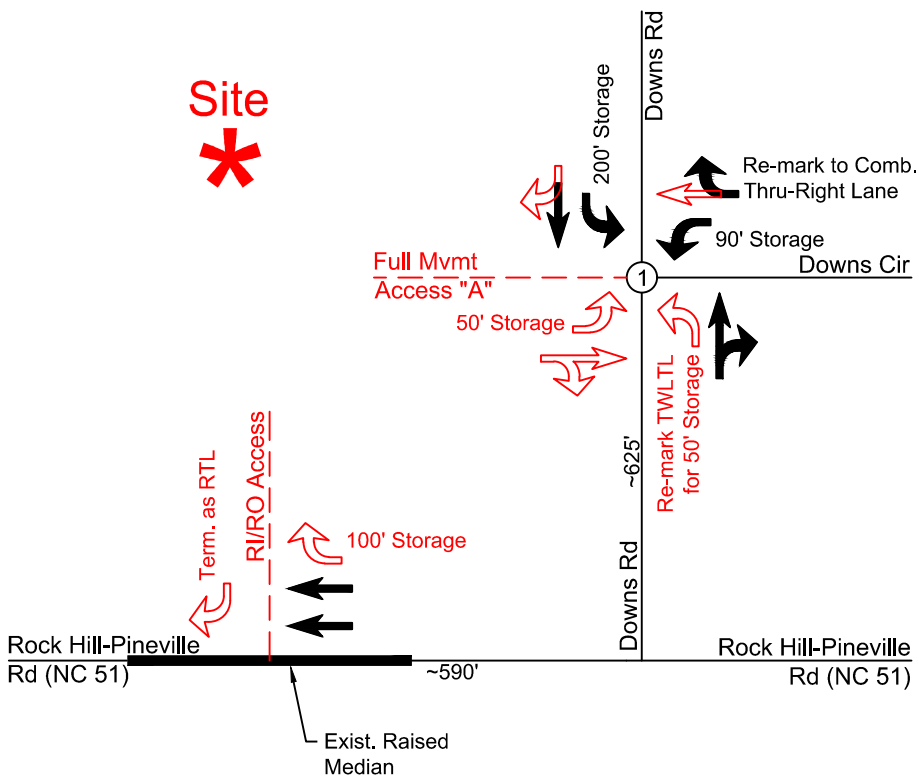 Downs Rd
Site
200' Storage
Re-mark to Comb.
Thru-Right Lane
90' Storage
Full Mvmt
Access "A"
1
Downs Cir
50' Storage
Re-mark TWLTL
for 50' Storage
~625'
Term. as RTL
RI/RO Access
100' Storage
Downs Rd
Rock Hill-Pineville
Rd (NC 51)
~590'
Rock Hill-Pineville
Rd (NC 51)
Exist. Raised
Median